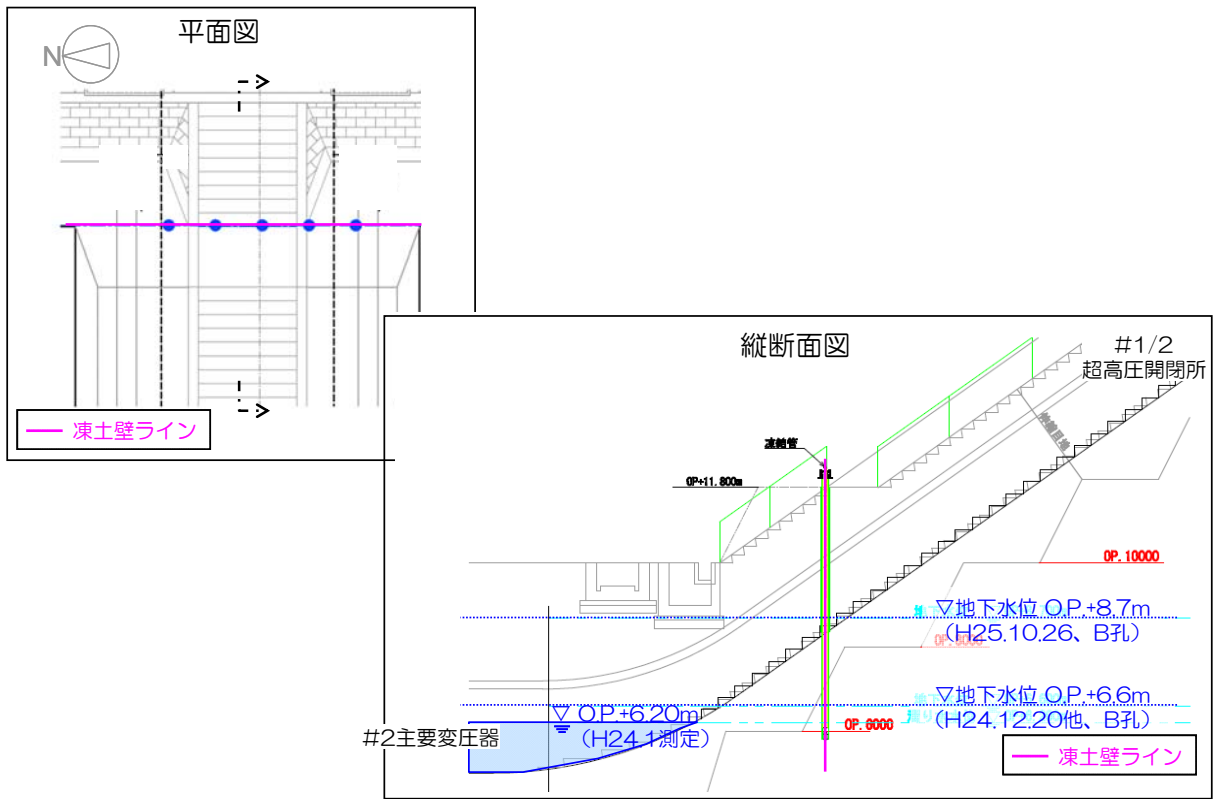 平面図
N
凍土壁ライン
縦断面図
#1/2
超高圧開閉所
凍結管
OP+11.800m
OP.10000
▽地下水位 O.P.+8.7m
(H25.10.26、B孔)
▽地下水位 O.P.+6.6m
(H24.12.20他、B孔)
▽ O.P.+6.20m
(H24.1測定)
OP.6000
#2主要変圧器
凍土壁ライン